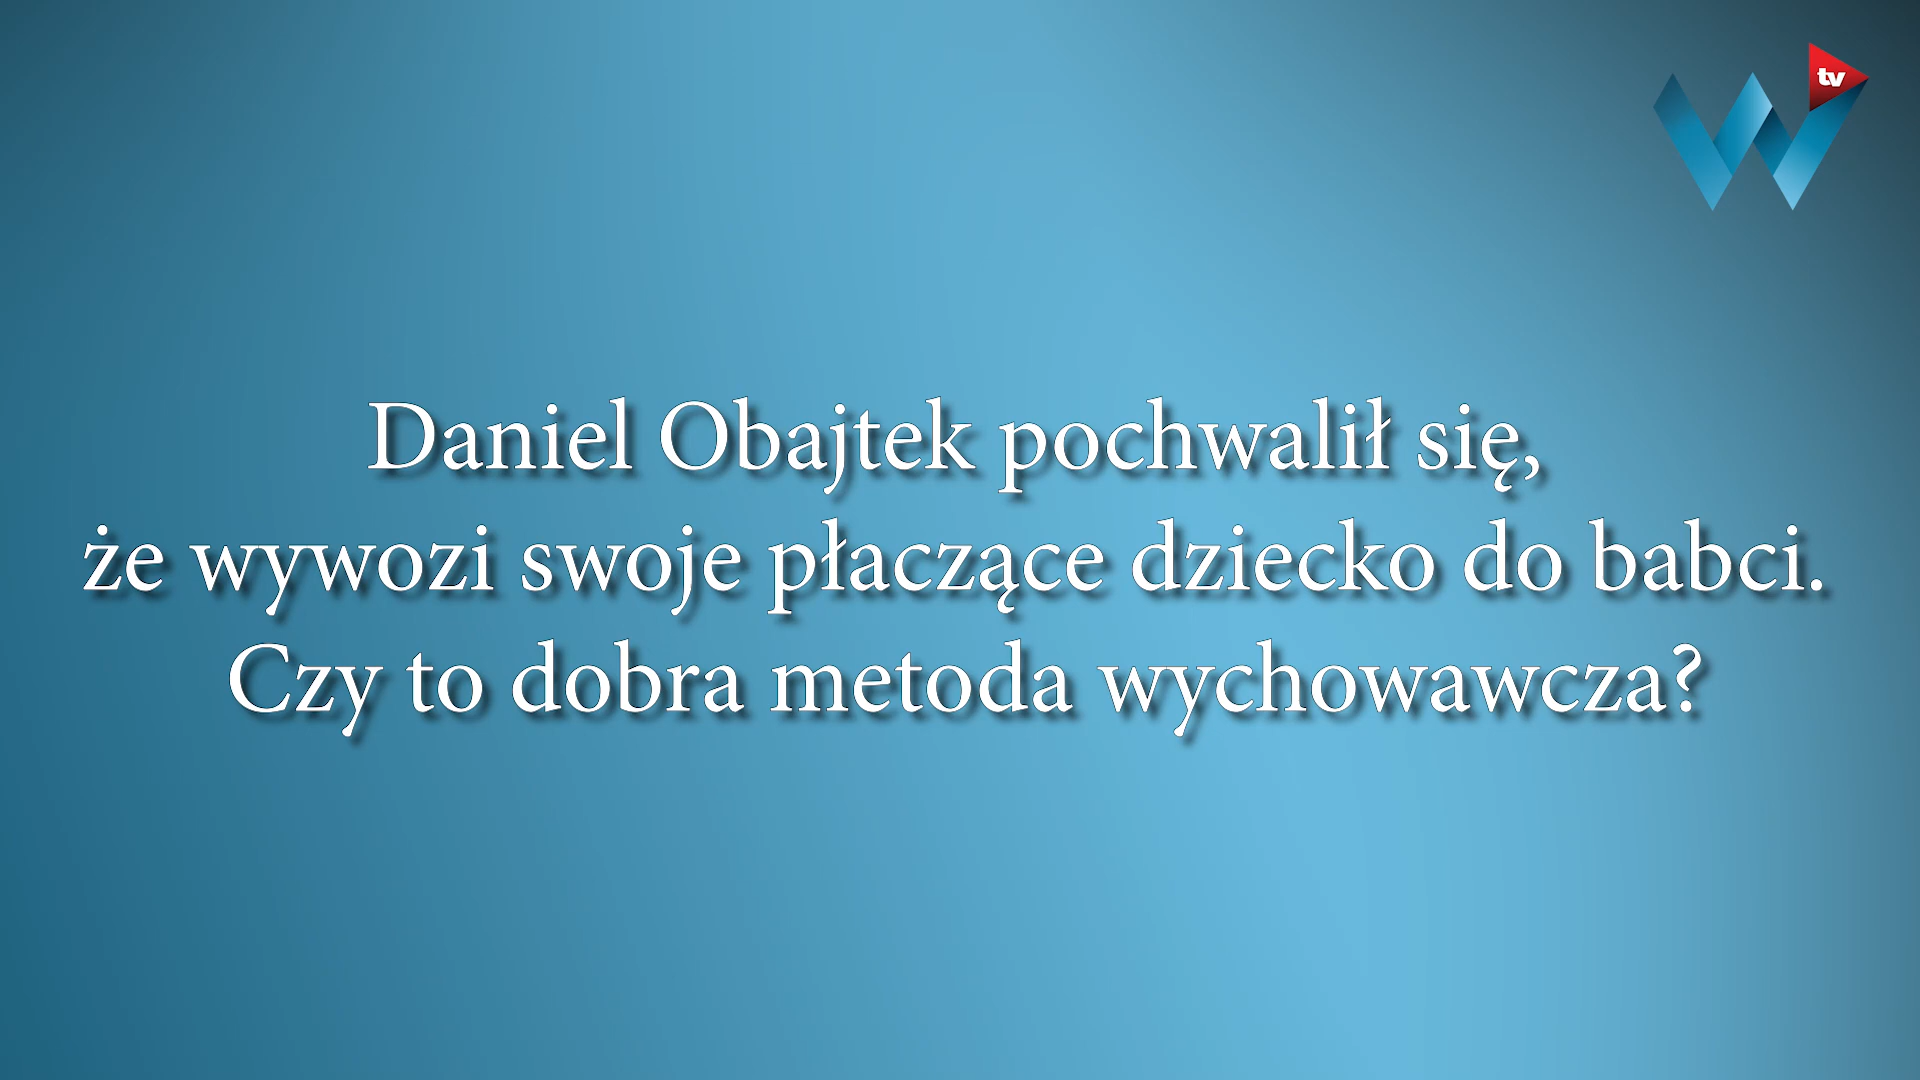 tv
Daniel Obajtek pochwalił się,
że wywozi swoje płaczące dziecko do babci.
Czy to dobra metoda wychowawcza?